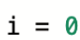 i = 0